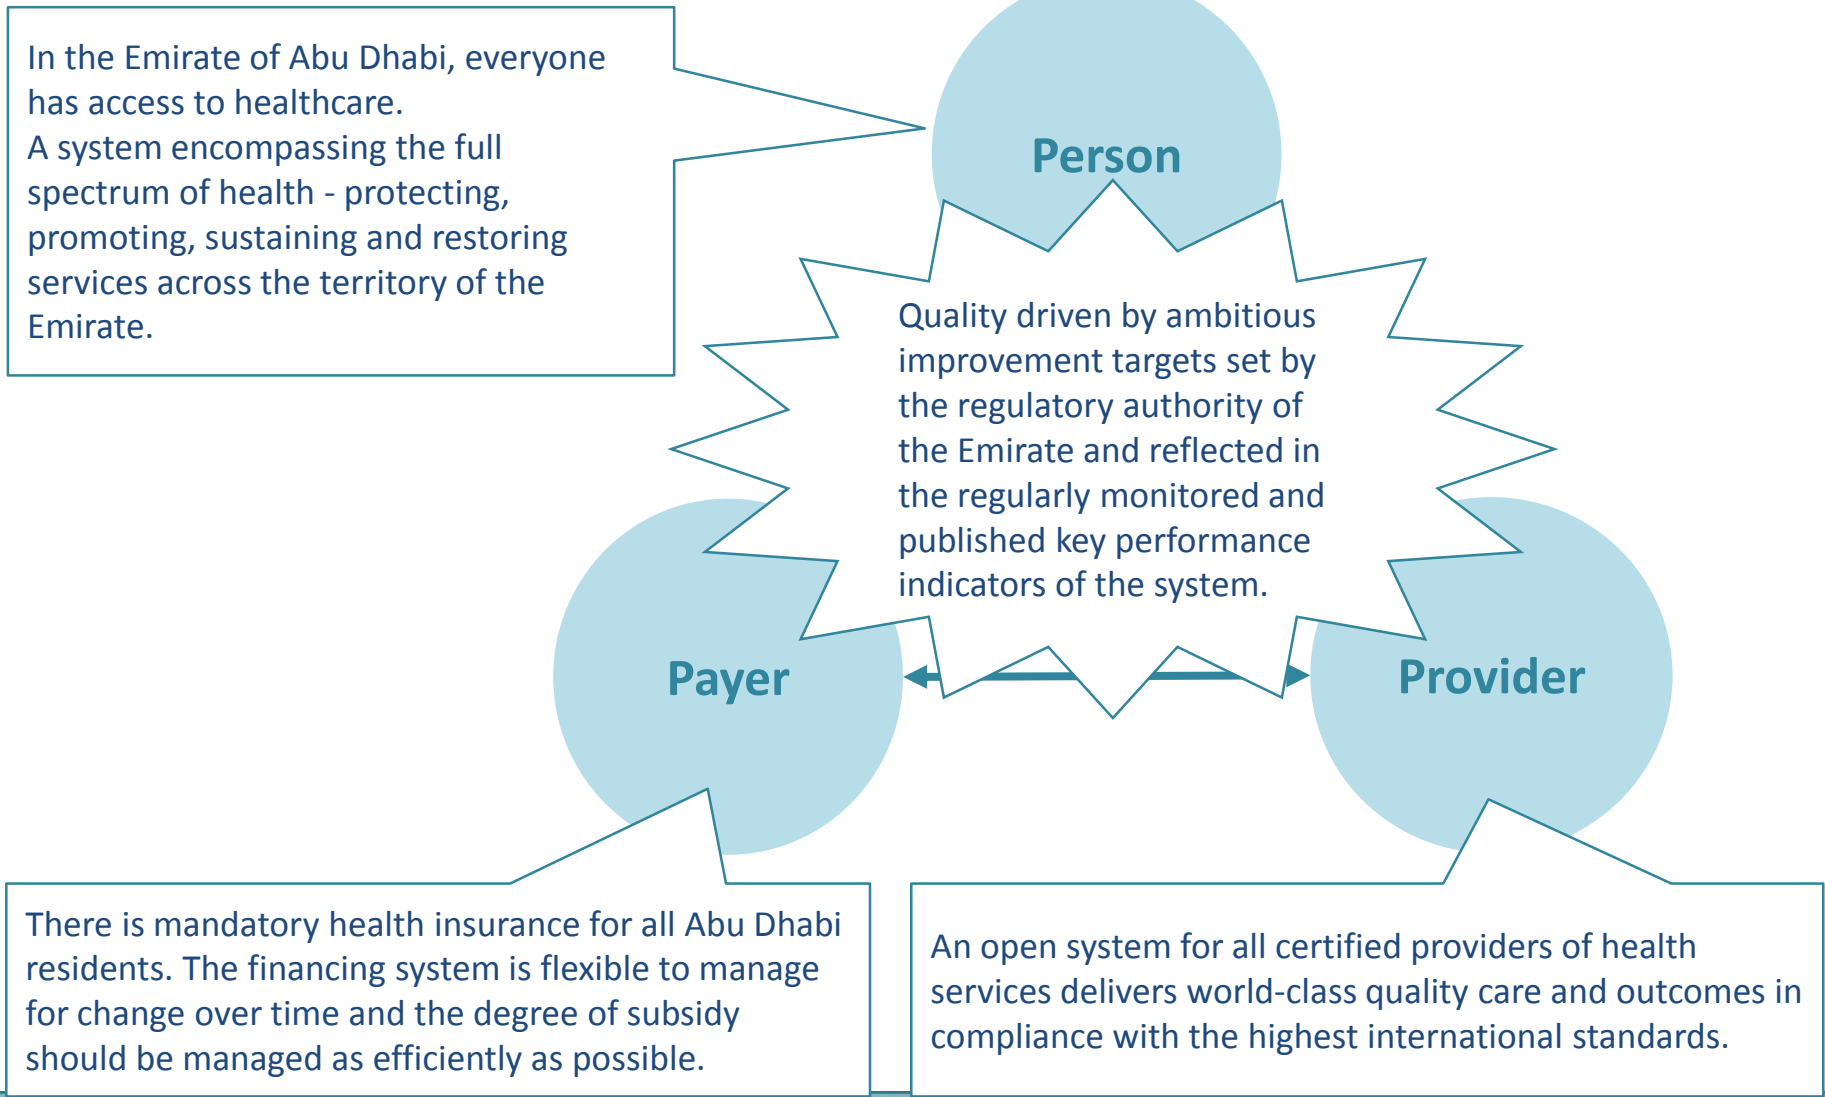 In the Emirate of Abu Dhabi, everyone
has access to healthcare.
A system encompassing the full
spectrum of health - protecting,
promoting, sustaining and restoring
services across the territory of the
Emirate.
Person
Quality driven by ambitious
improvement targets set by
the regulatory authority of
the Emirate and reflected in
the regularly monitored and
published key performance
indicators of the system.
Payer
Provider
There is mandatory health insurance for all Abu Dhabi
residents. The financing system is flexible to manage
for change over time and the degree of subsidy
should be managed as efficiently as possible.
An open system for all certified providers of health
services delivers world-class quality care and outcomes in
compliance with the highest international standards.